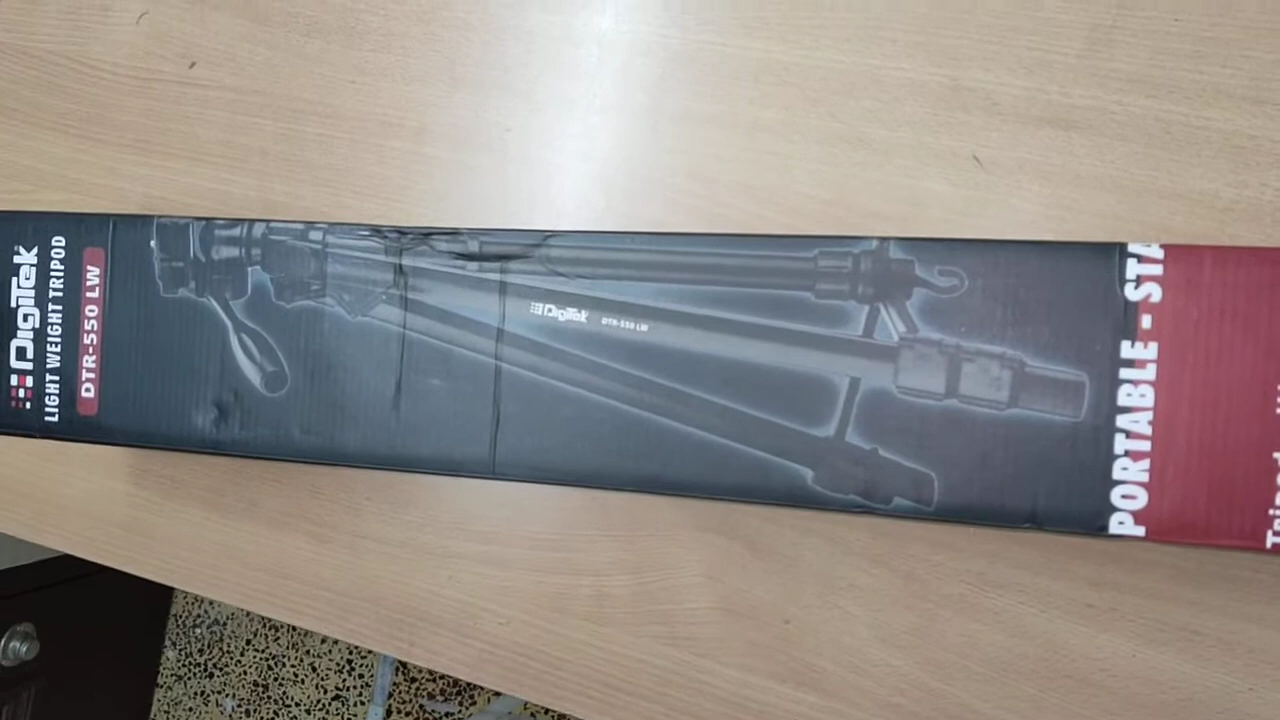 DIGITEK
LIGHT WEIGHT TRIPOD
DTR-550 LW
DIGITEK DTR-550 LW
PORTABLE - STA